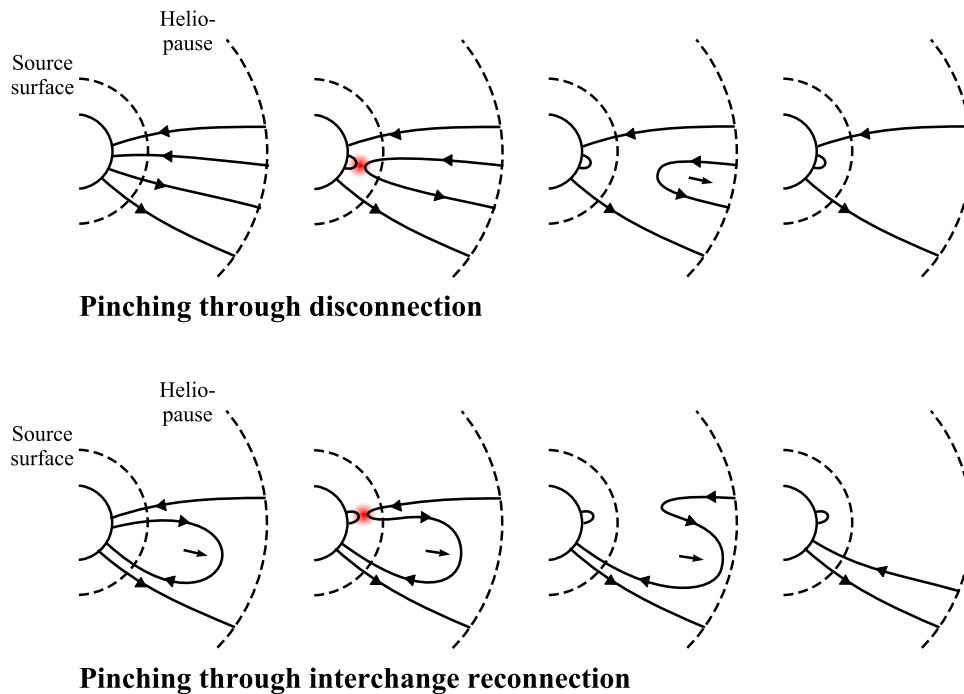 Helio-
pause
Source
surface
Pinching through disconnection
Helio-
pause
Source
surface
Pinching through interchange reconnection